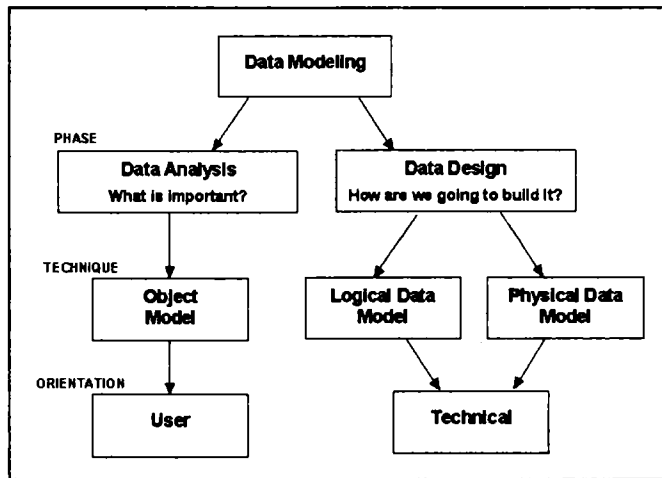 Data Modeling
PHASE
Data Analysis
What is important?
Data Design
How are we going to build it?
TECHNIQUE
Object
Model
Logical Data
Model
Physical Data
Model
ORIENTATION
User
Technical